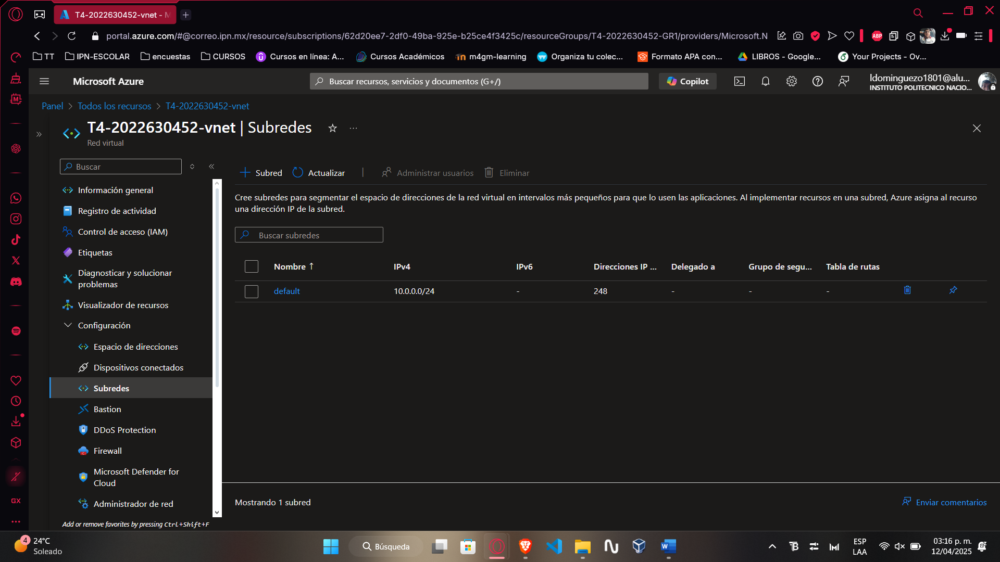 T4-2022630452-vnet - M
portal.azure.com/#@correo.ipn.mx/resource/subscriptions/62d20ee7-2df0-49ba-925e-b25ce4f3425c/resourceGroups/T4-2022630452-GR1/providers/Microsoft.N
ABP
TT
IPN-ESCOLAR
encuestas
CURSOS
Cursos en línea: A...
Cursos Académicos
m4gm-learning
Organiza tu colec...
Formato APA con...
LIBROS - Google...
Your Projects - Ov...
Microsoft Azure
Buscar recursos, servicios y documentos (G+/)
Copilot
ldominguezo1801@alu...
INSTITUTO POLITECNICO NACIO...
Panel > Todos los recursos > T4-2022630452-vnet
T4-2022630452-vnet | Subredes
Red virtual
Buscar
Subred
Actualizar
Administrar usuarios
Eliminar
Información general
Registro de actividad
Control de acceso (IAM)
Etiquetas
Diagnosticar y solucionar
problemas
Visualizador de recursos
Configuración
Espacio de direcciones
Dispositivos conectados
Subredes
Bastion
DDoS Protection
Firewall
Microsoft Defender for
Cloud
Administrador de red
Add or remove favorites by pressing Ctrl+Shift+F
Cree subredes para segmentar el espacio de direcciones de la red virtual en intervalos más pequeños para que lo usen las aplicaciones. Al implementar recursos en una subred, Azure asigna al recurso
una dirección IP de la subred.
Buscar subredes
Nombre ↑ IPv4 IPv6 Direcciones IP ... Delegado a Grupo de segu... Tabla de rutas
default 10.0.0.0/24 - 248 - - -
Mostrando 1 subred
Enviar comentarios
GX
4
24°C
Soleado
Búsqueda
ESP
LAA
03:16 p. m.
12/04/2025